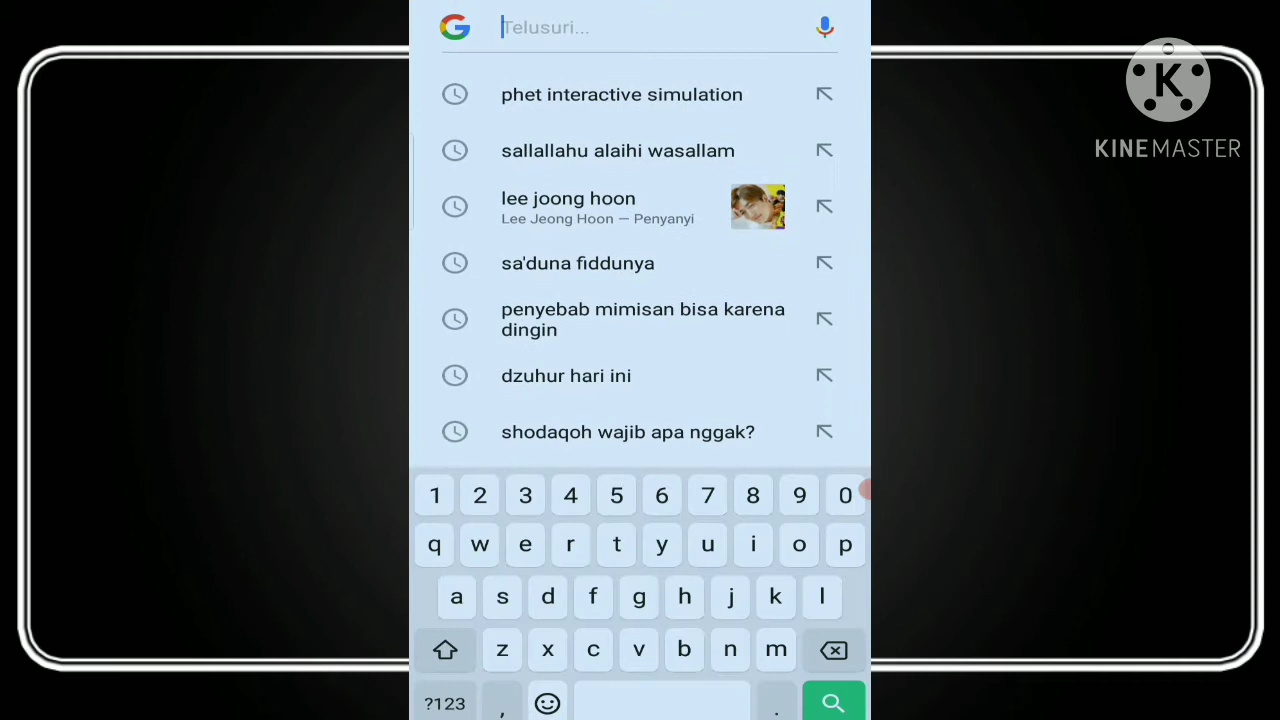 Telusuri...
phet interactive simulation
sallallahu alaihi wasallam
lee joong hoon
Lee Jeong Hoon — Penyanyi
sa'duna fiddunya
penyebab mimisan bisa karena
dingin
dzuhur hari ini
shodaqoh wajib apa nggak?
1 2 3 4 5 6 7 8 9 0
q w e r t y u i o p
a s d f g h j k l
z x c v b n m
?123 , .
K
KINEMASTER